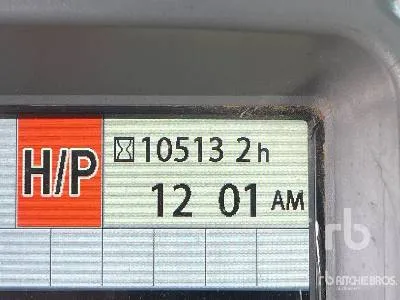 H/P
10513 2h
12 01 AM
rb
RITCHIE BROS.